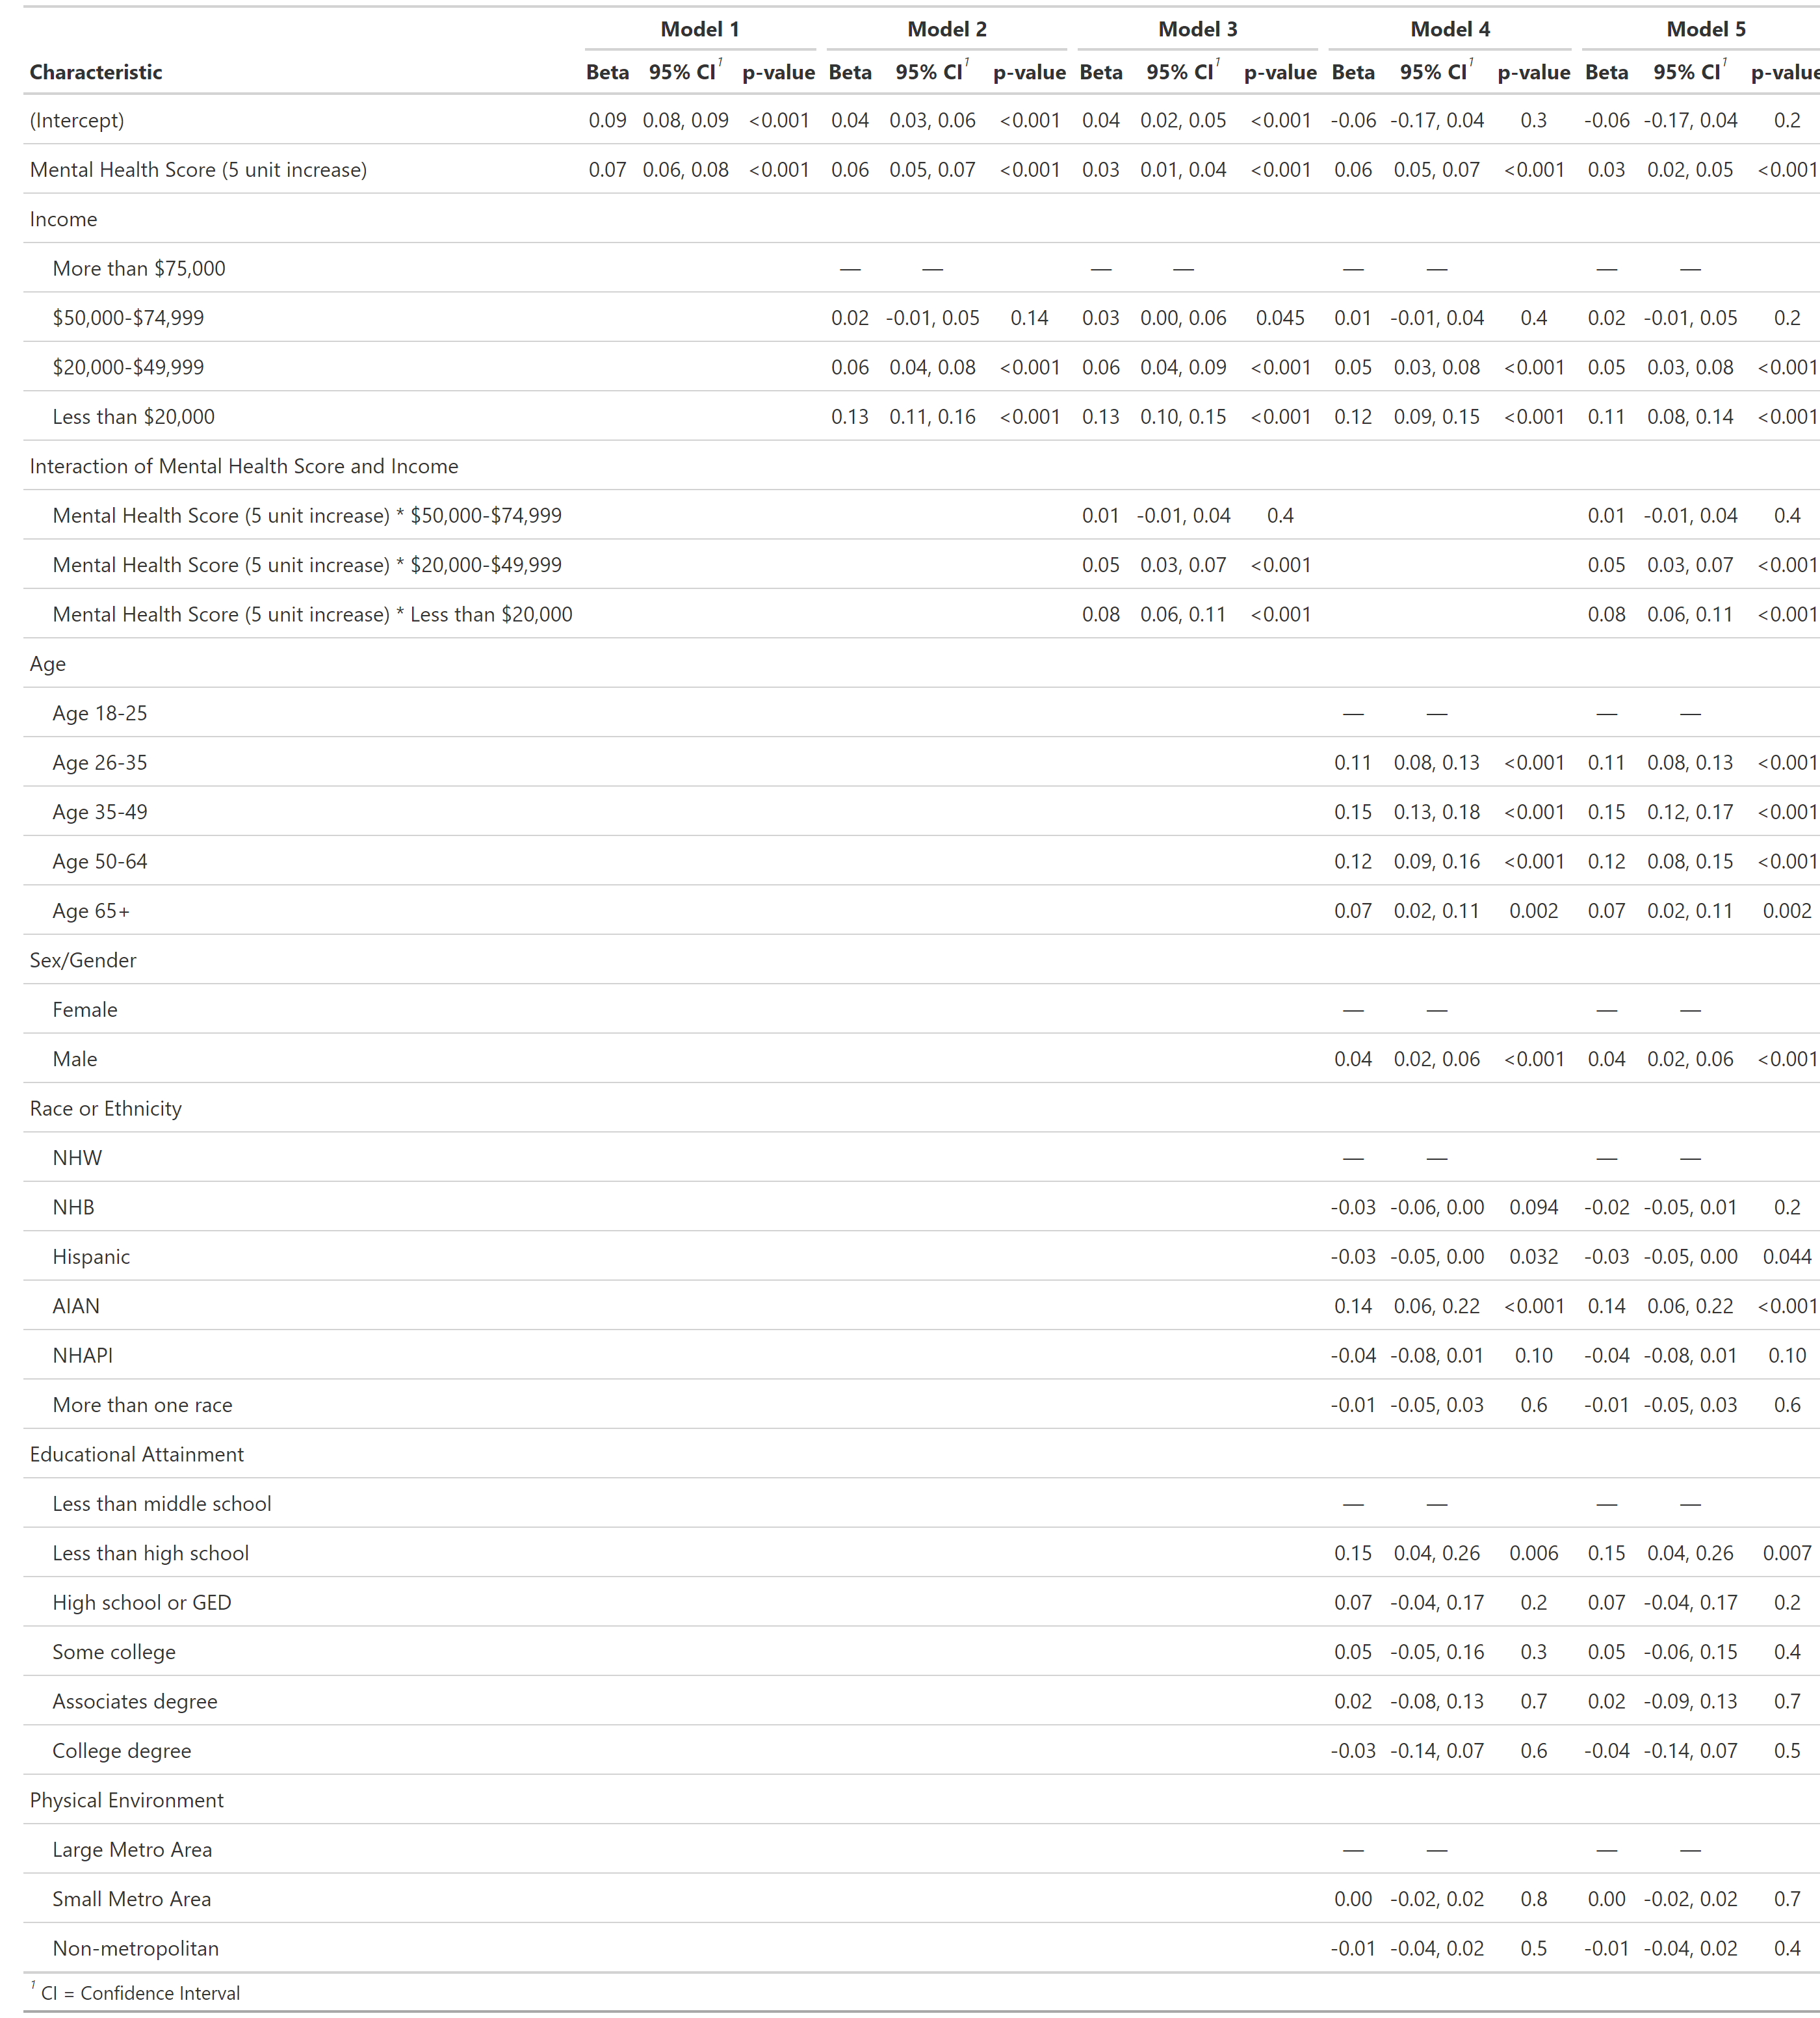 Model 1 Model 2 Model 3 Model 4 Model 5
Characteristic Beta 95% CI¹ p-value Beta 95% CI¹ p-value Beta 95% CI¹ p-value Beta 95% CI¹ p-value Beta 95% CI¹ p-value
(Intercept) 0.09 0.08, 0.09 <0.001 0.04 0.03, 0.06 <0.001 0.04 0.02, 0.05 <0.001 -0.06 -0.17, 0.04 0.3 -0.06 -0.17, 0.04 0.2
Mental Health Score (5 unit increase) 0.07 0.06, 0.08 <0.001 0.06 0.05, 0.07 <0.001 0.03 0.01, 0.04 <0.001 0.06 0.05, 0.07 <0.001 0.03 0.02, 0.05 <0.001
Income
More than $75,000 — — — — — — — —
$50,000-$74,999 0.02 -0.01, 0.05 0.14 0.03 0.00, 0.06 0.045 0.01 -0.01, 0.04 0.4 0.02 -0.01, 0.05 0.2
$20,000-$49,999 0.06 0.04, 0.08 <0.001 0.06 0.04, 0.09 <0.001 0.05 0.03, 0.08 <0.001 0.05 0.03, 0.08 <0.001
Less than $20,000 0.13 0.11, 0.16 <0.001 0.13 0.10, 0.15 <0.001 0.12 0.09, 0.15 <0.001 0.11 0.08, 0.14 <0.001
Interaction of Mental Health Score and Income
Mental Health Score (5 unit increase) * $50,000-$74,999 0.01 -0.01, 0.04 0.4 0.01 -0.01, 0.04 0.4
Mental Health Score (5 unit increase) * $20,000-$49,999 0.05 0.03, 0.07 <0.001 0.05 0.03, 0.07 <0.001
Mental Health Score (5 unit increase) * Less than $20,000 0.08 0.06, 0.11 <0.001 0.08 0.06, 0.11 <0.001
Age
Age 18-25 — — — —
Age 26-35 0.11 0.08, 0.13 <0.001 0.11 0.08, 0.13 <0.001
Age 35-49 0.15 0.13, 0.18 <0.001 0.15 0.12, 0.17 <0.001
Age 50-64 0.12 0.09, 0.16 <0.001 0.12 0.08, 0.15 <0.001
Age 65+ 0.07 0.02, 0.11 0.002 0.07 0.02, 0.11 0.002
Sex/Gender
Female — — — —
Male 0.04 0.02, 0.06 <0.001 0.04 0.02, 0.06 <0.001
Race or Ethnicity
NHW — — — —
NHB -0.03 -0.06, 0.00 0.094 -0.02 -0.05, 0.01 0.2
Hispanic -0.03 -0.05, 0.00 0.032 -0.03 -0.05, 0.00 0.044
AIAN 0.14 0.06, 0.22 <0.001 0.14 0.06, 0.22 <0.001
NHAPI -0.04 -0.08, 0.01 0.10 -0.04 -0.08, 0.01 0.10
More than one race -0.01 -0.05, 0.03 0.6 -0.01 -0.05, 0.03 0.6
Educational Attainment
Less than middle school — — — —
Less than high school 0.15 0.04, 0.26 0.006 0.15 0.04, 0.26 0.007
High school or GED 0.07 -0.04, 0.17 0.2 0.07 -0.04, 0.17 0.2
Some college 0.05 -0.05, 0.16 0.3 0.05 -0.06, 0.15 0.4
Associates degree 0.02 -0.08, 0.13 0.7 0.02 -0.09, 0.13 0.7
College degree -0.03 -0.14, 0.07 0.6 -0.04 -0.14, 0.07 0.5
Physical Environment
Large Metro Area — — — —
Small Metro Area 0.00 -0.02, 0.02 0.8 0.00 -0.02, 0.02 0.7
Non-metropolitan -0.01 -0.04, 0.02 0.5 -0.01 -0.04, 0.02 0.4
¹ CI = Confidence Interval